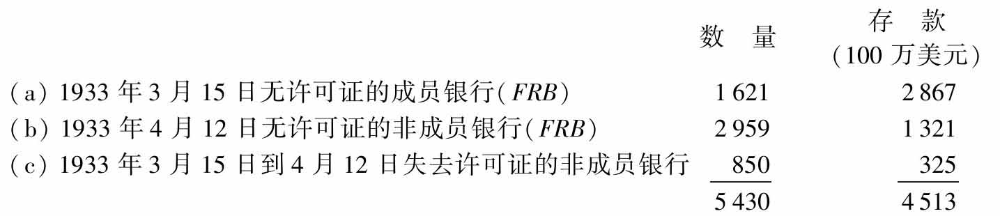 数 量 存 款
(100 万美元)
(a) 1933 年 3 月 15 日无许可证的成员银行(FRB) 1 621 2 867
(b) 1933 年 4 月 12 日无许可证的非成员银行(FRB) 2 959 1 321
(c) 1933 年 3 月 15 日到 4 月 12 日失去许可证的非成员银行 850 325
5 430 4 513